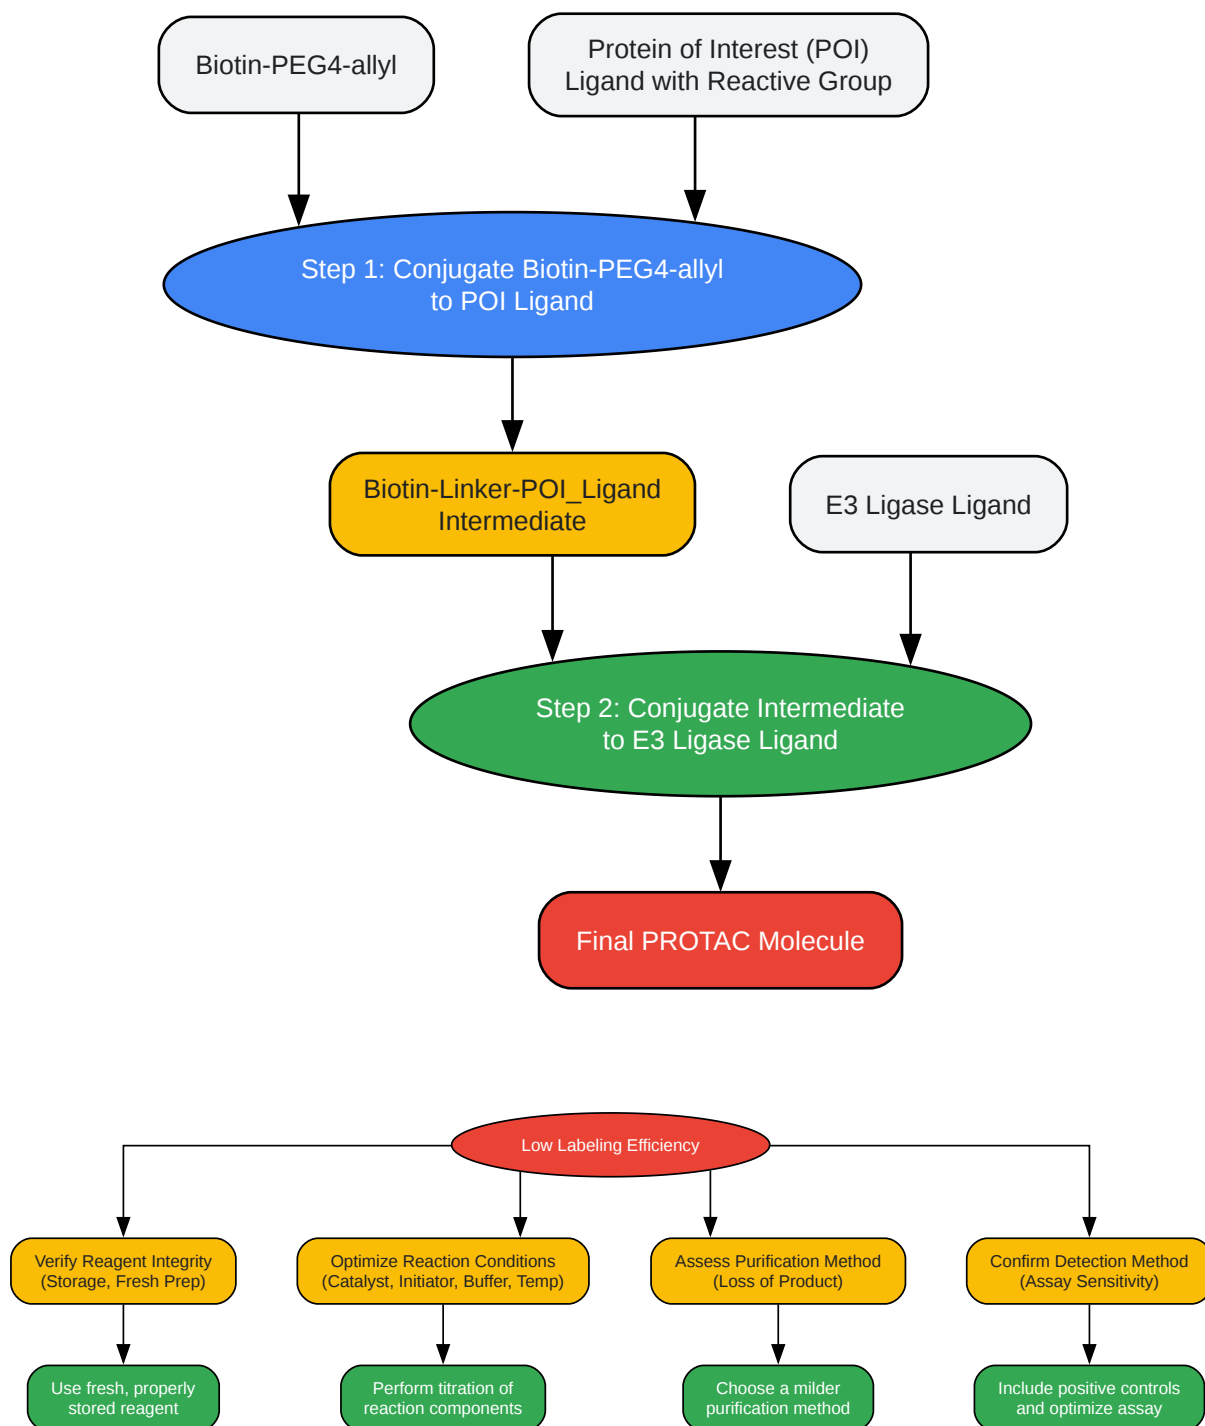 Biotin-PEG4-allyl
Protein of Interest (POI)
Ligand with Reactive Group
Step 1: Conjugate Biotin-PEG4-allyl
to POI Ligand
Biotin-Linker-POI_Ligand
Intermediate
E3 Ligase Ligand
Step 2: Conjugate Intermediate
to E3 Ligase Ligand
Final PROTAC Molecule
Low Labeling Efficiency
Verify Reagent Integrity
(Storage, Fresh Prep)
Optimize Reaction Conditions
(Catalyst, Initiator, Buffer, Temp)
Assess Purification Method
(Loss of Product)
Confirm Detection Method
(Assay Sensitivity)
Use fresh, properly
stored reagent
Perform titration of
reaction components
Choose a milder
purification method
Include positive controls
and optimize assay